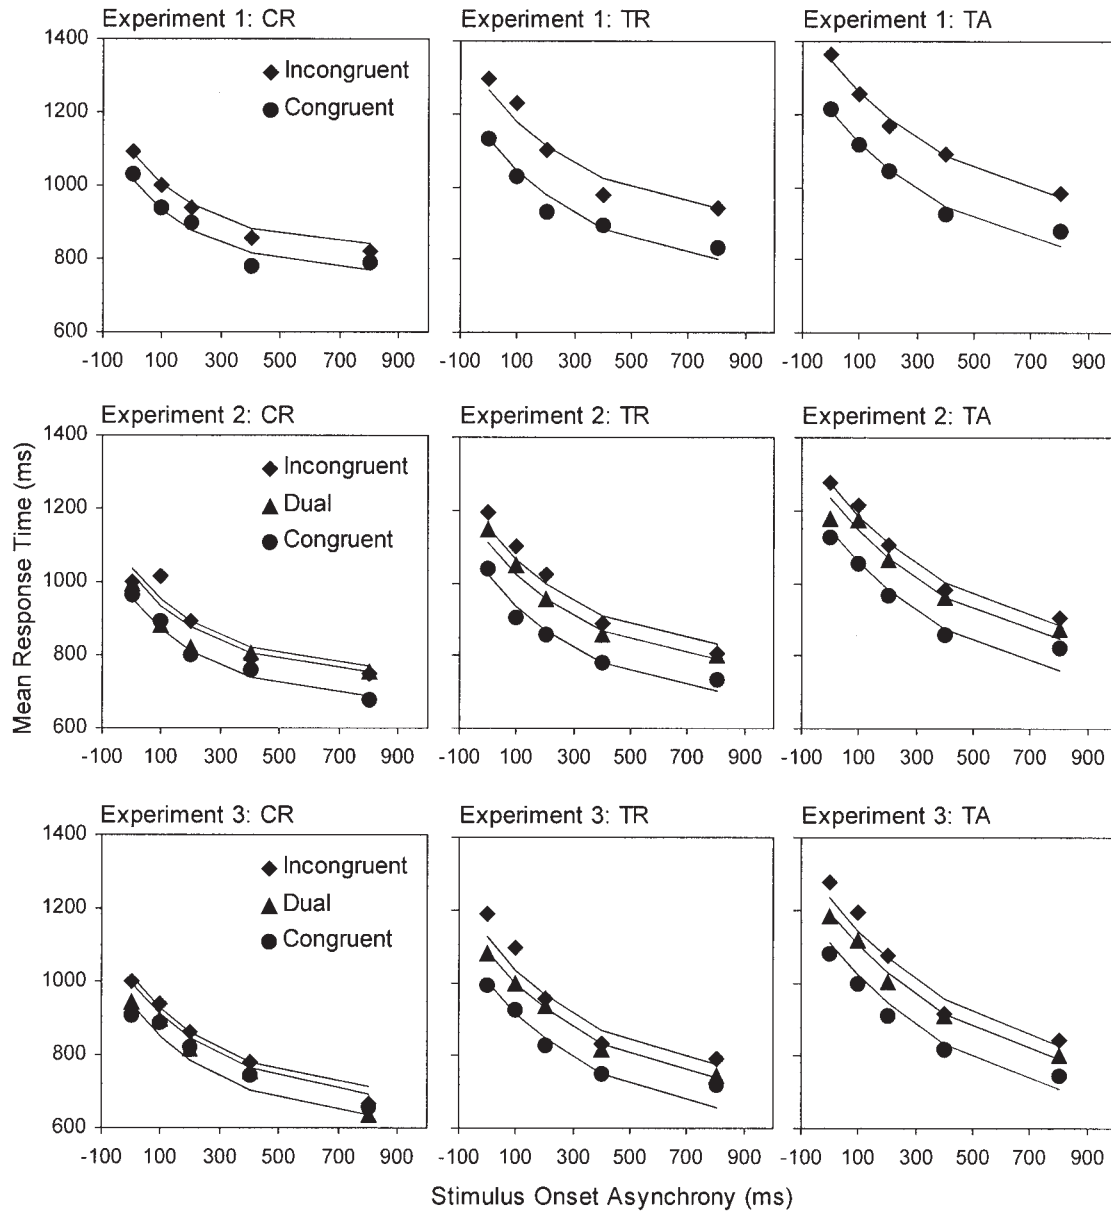 Experiment 1: CR
Experiment 1: TR
Experiment 1: TA
1400
1200
1000
800
600
Incongruent
Congruent
-100 100 300 500 700 900
-100 100 300 500 700 900
-100 100 300 500 700 900
Experiment 2: CR
Experiment 2: TR
Experiment 2: TA
Mean Response Time (ms)
1400
1200
1000
800
600
Incongruent
Dual
Congruent
-100 100 300 500 700 900
-100 100 300 500 700 900
-100 100 300 500 700 900
Experiment 3: CR
Experiment 3: TR
Experiment 3: TA
1400
1200
1000
800
600
Incongruent
Dual
Congruent
-100 100 300 500 700 900
-100 100 300 500 700 900
-100 100 300 500 700 900
Stimulus Onset Asynchrony (ms)